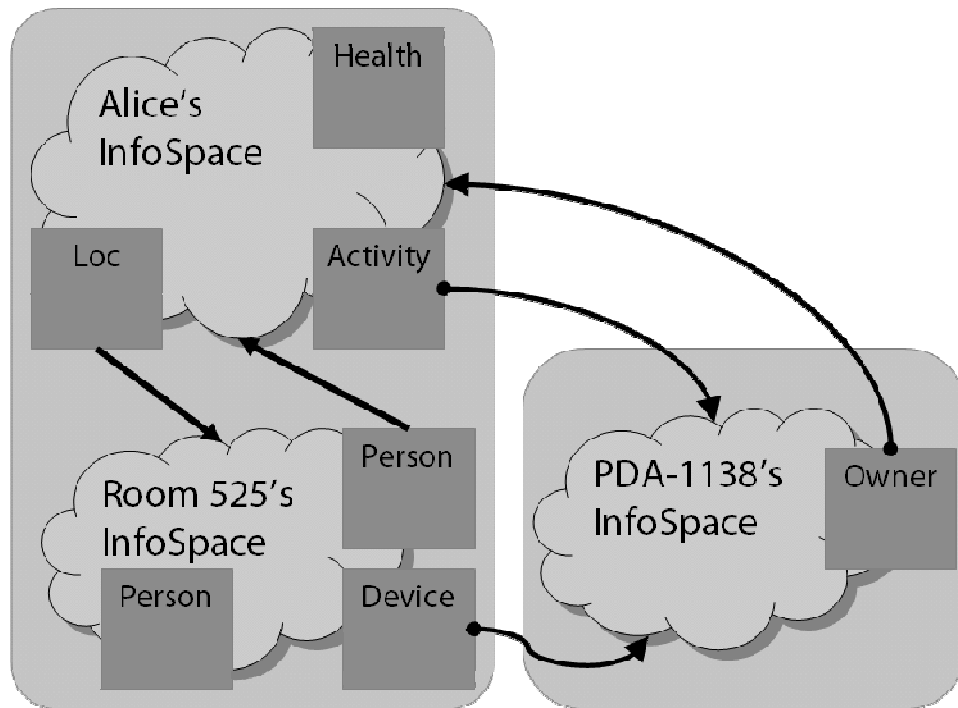 Health
Alice's
InfoSpace
Loc
Activity
Person
Room 525's
InfoSpace
Person
Device
PDA-1138's
InfoSpace
Owner